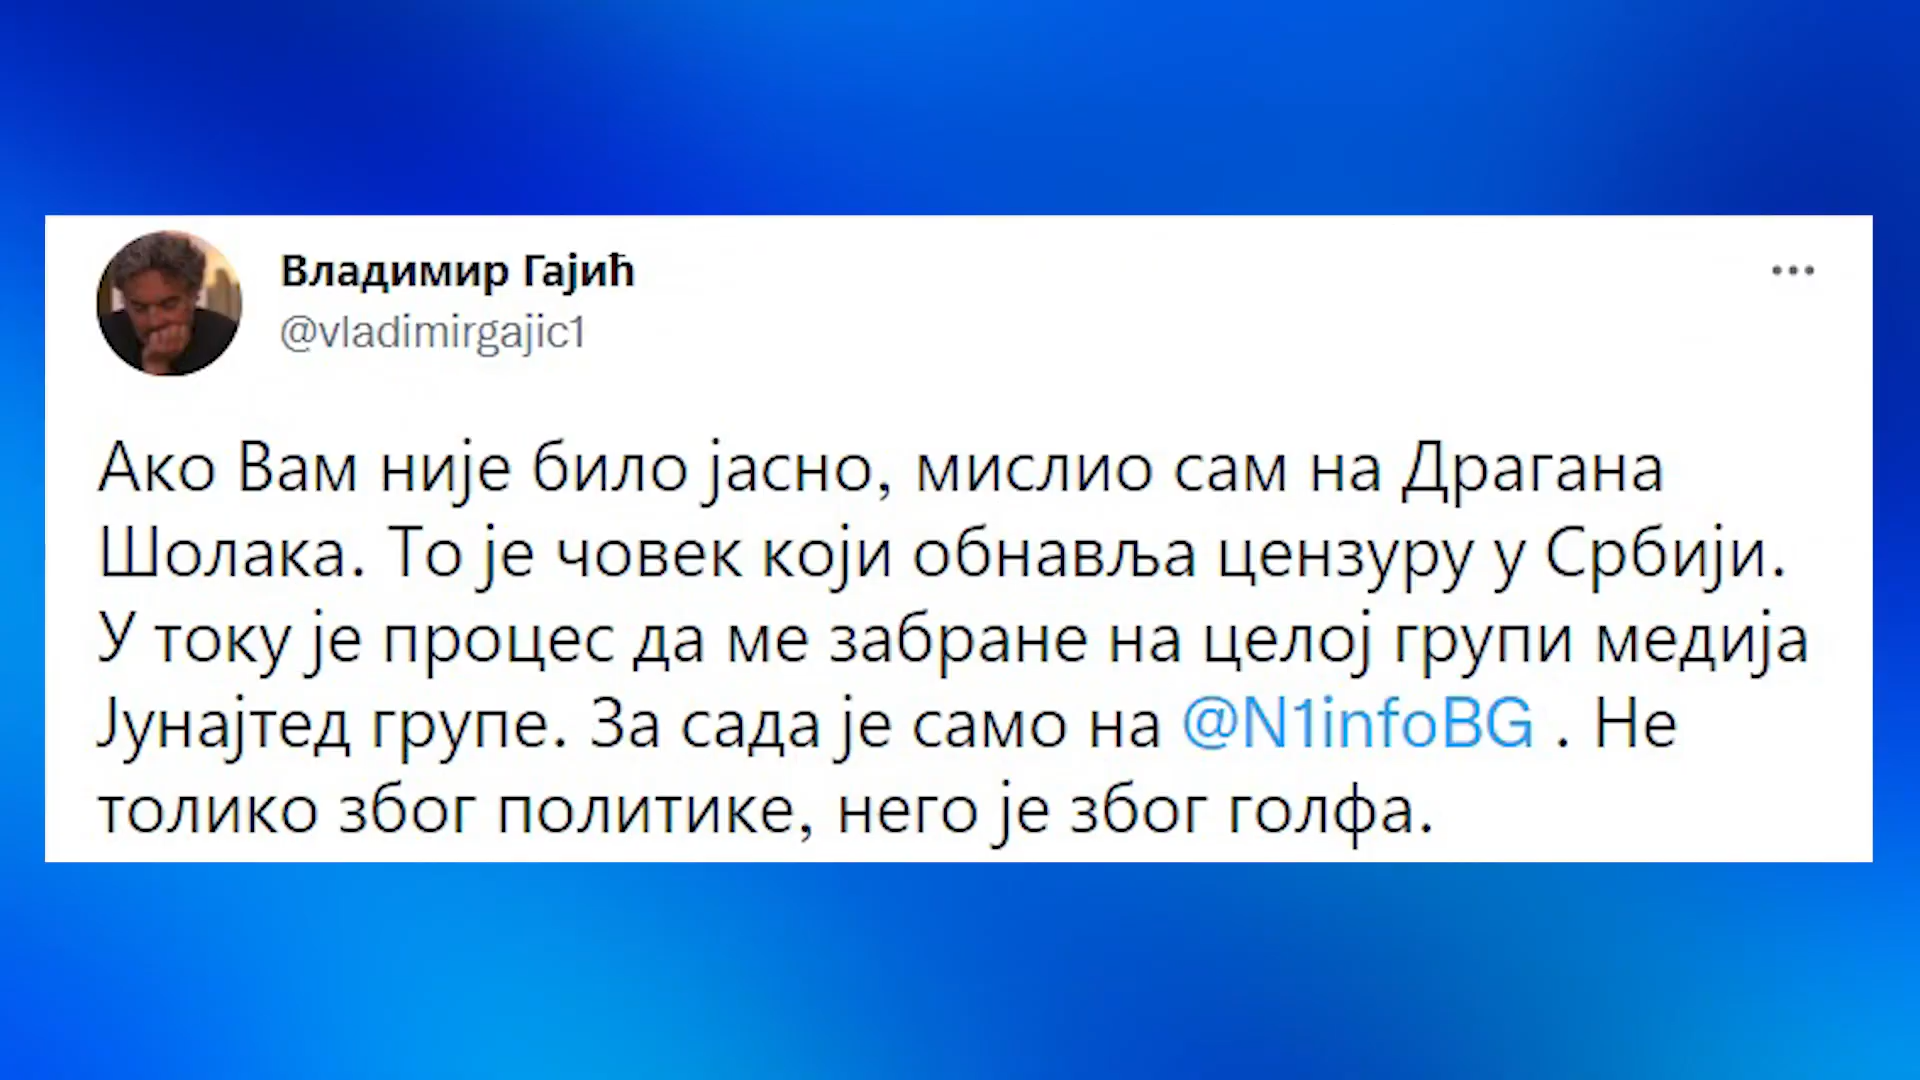 Владимир Гајић
@vladimirgajic1
Ако Вам није било јасно, мислио сам на Драгана
Шолака. То је човек који обнавља цензуру у Србији.
У току је процес да ме забране на целој групи медија
Јунајтед групе. За сада је само на @N1infoBG . Не
толико због политике, него је због голфа.